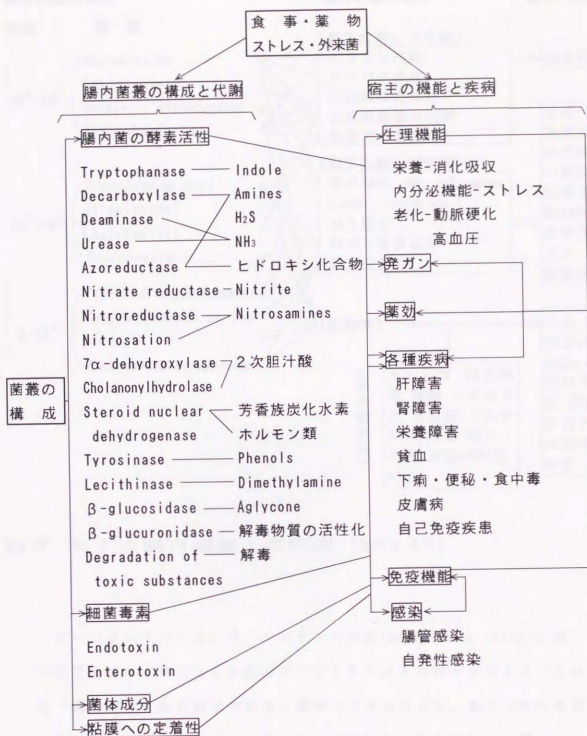 食事・薬物
ストレス・外来菌
腸内菌叢の構成と代謝
宿主の機能と疾病
腸内菌の酵素活性
Tryptophanase Indole
Decarboxylase Amines
Deaminase H₂S
Urease NH₃
Azoreductase ヒドロキシ化合物
Nitrate reductase Nitrite
Nitroreductase Nitrosamines
Nitrosation
7α-dehydroxylase 2次胆汁酸
Cholanonylhydrolase
Steroid nuclear 芳香族炭化水素
dehydrogenase ホルモン類
Tyrosinase Phenols
Lecithinase Dimethylamine
β-glucosidase Aglycone
β-glucuronidase 解毒物質の活性化
Degradation of 解毒
toxic substances
菌叢の
構成
細菌毒素
Endotoxin
Enterotoxin
菌体成分
粘膜への定着性
生理機能
栄養-消化吸収
内分泌機能-ストレス
老化-動脈硬化
高血圧
発ガン
薬効
各種疾病
肝障害
腎障害
栄養障害
貧血
下痢・便秘・食中毒
皮膚病
自己免疫疾患
免疫機能
感染
腸管感染
自発性感染